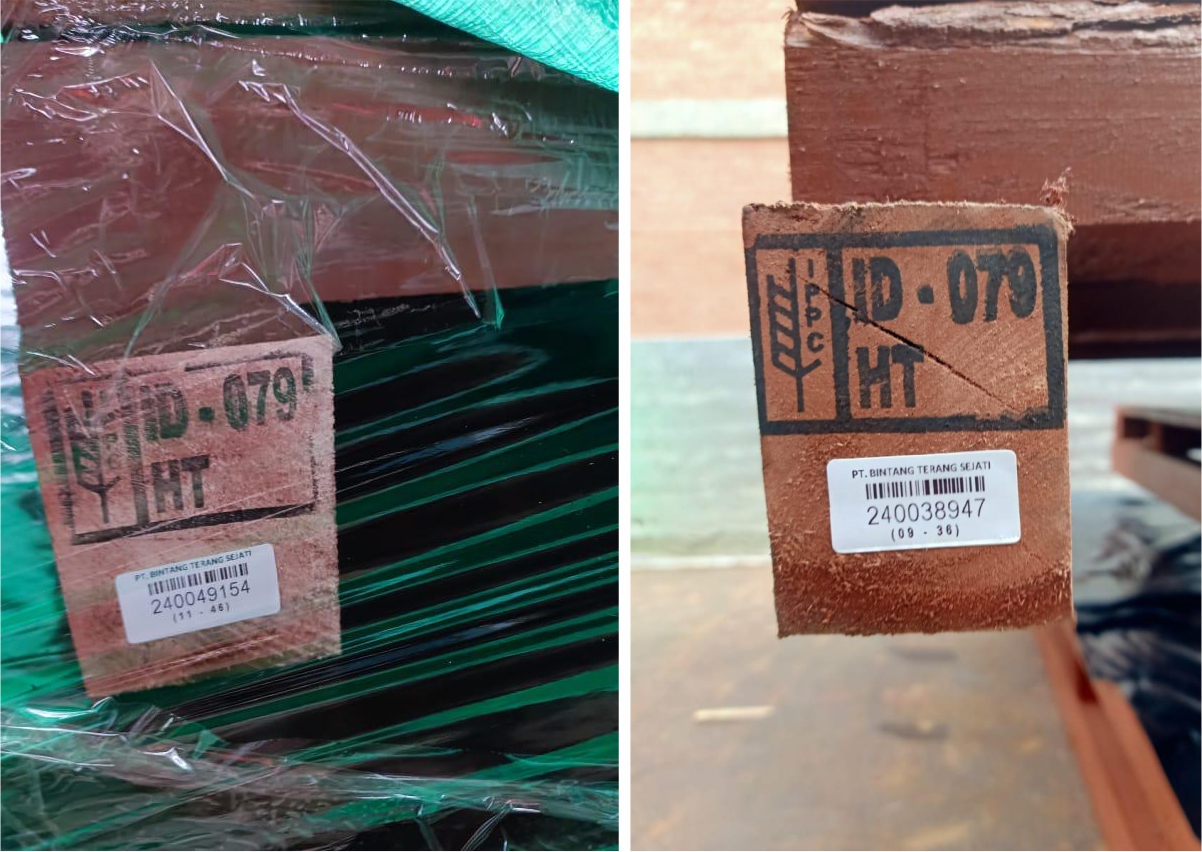 ID - 079
HT
PT. BINTANG TERANG SEJATI
240049154
(11 - 46)
IPPC
ID - 079
HT
PT. BINTANG TERANG SEJATI
240038947
(09 - 36)